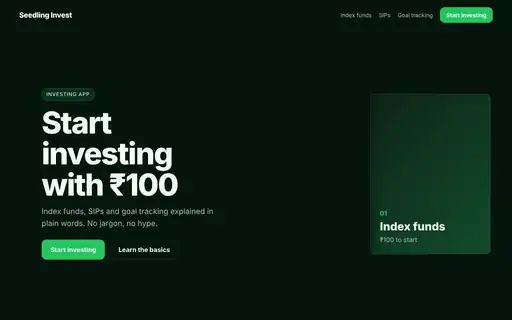 Seedling Invest
Index funds
SIPs
Goal tracking
Start investing
INVESTING APP
Start
investing
with ₹100
Index funds, SIPs and goal tracking explained in
plain words. No jargon, no hype.
Start investing
Learn the basics
01
Index funds
₹100 to start